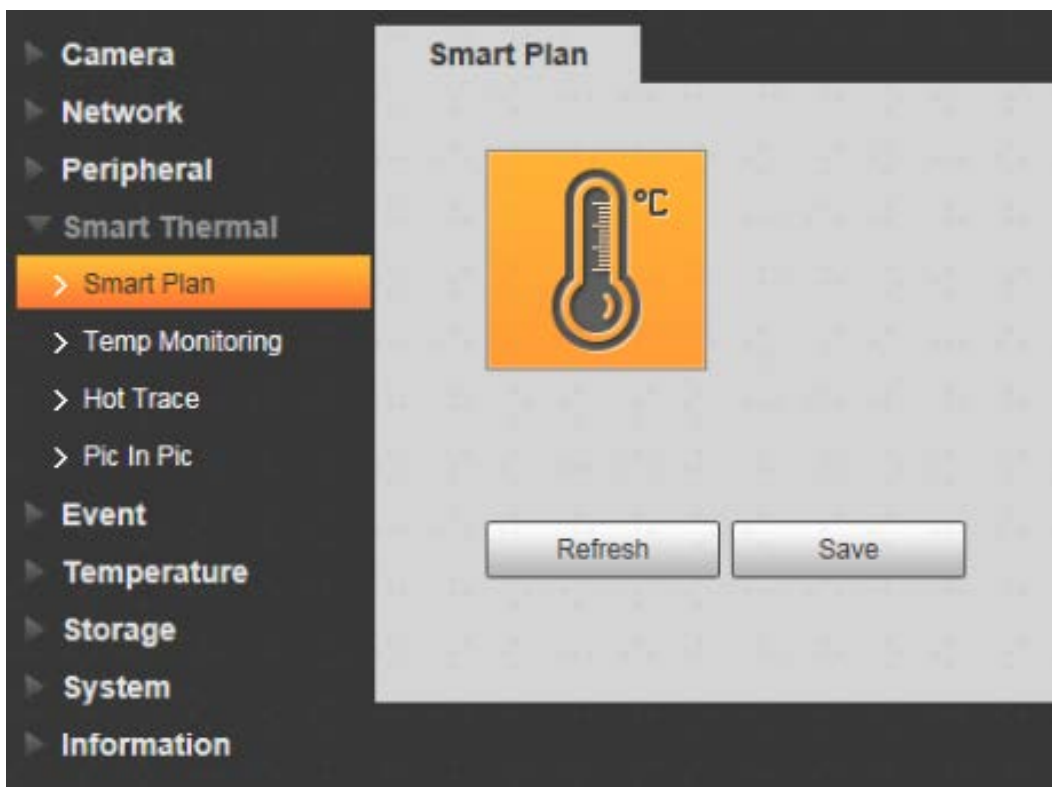 Camera
Network
Peripheral
Smart Thermal
Smart Plan
Temp Monitoring
Hot Trace
Pic In Pic
Event
Temperature
Storage
System
Information
Smart Plan
°C
Refresh
Save